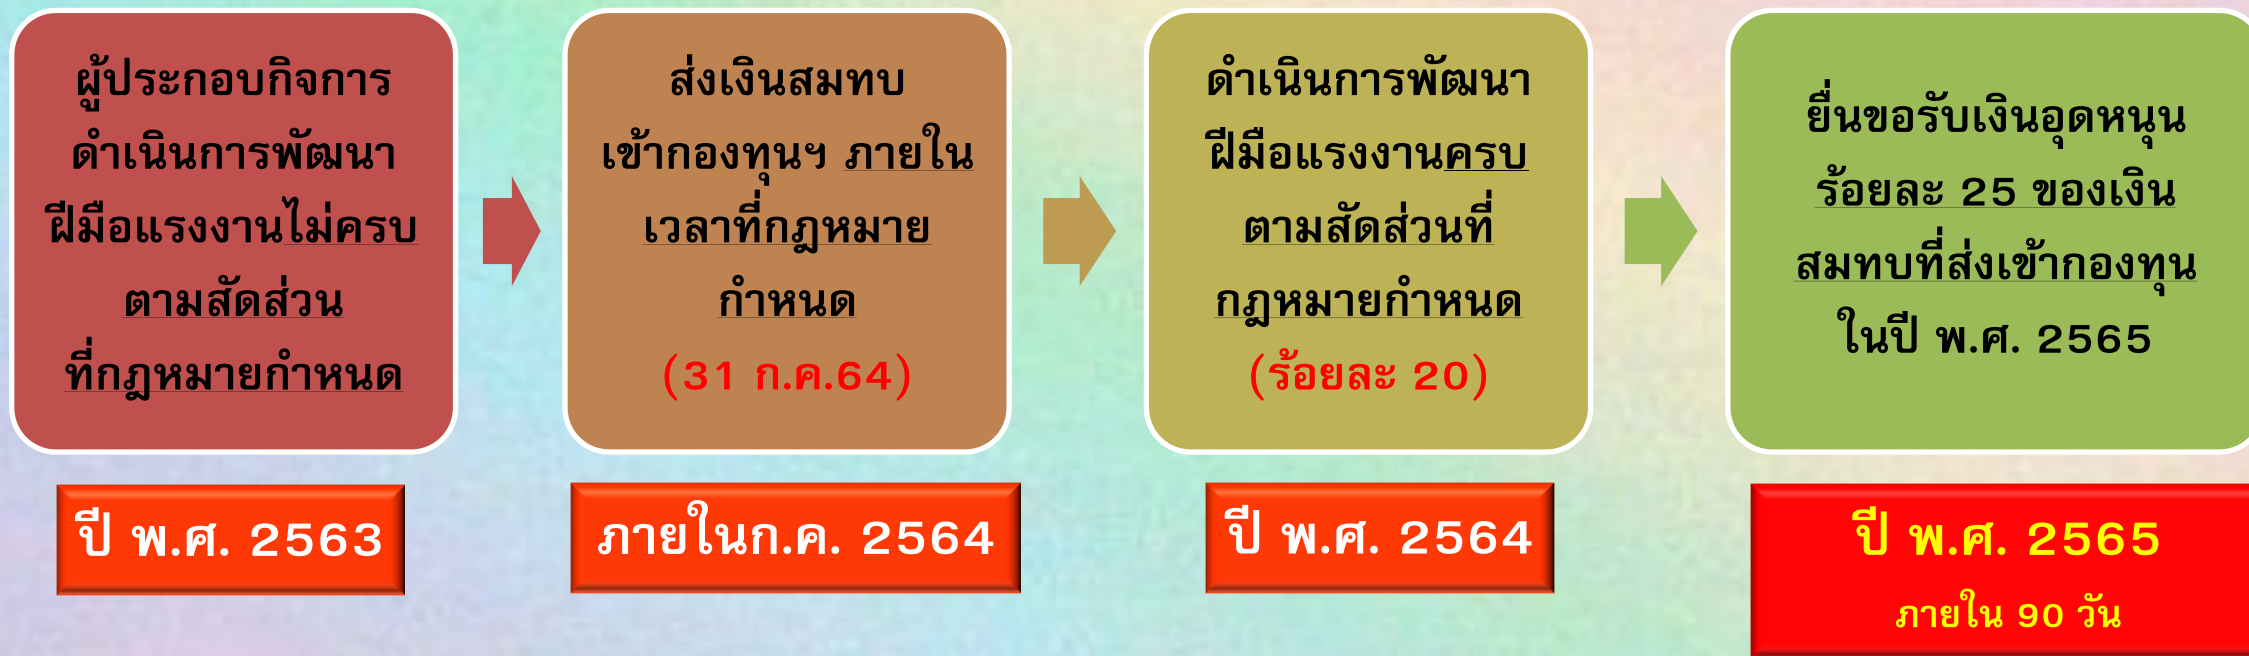 ผู้ประกอบกิจการ
ดำเนินการพัฒนา
ฝีมือแรงงานไม่ครบ
ตามสัดส่วน
ที่กฎหมายกำหนด
ส่งเงินสมทบ
เข้ากองทุนฯ ภายใน
เวลาที่กฎหมาย
กำหนด
(31 ก.ค.64)
ดำเนินการพัฒนา
ฝีมือแรงงานครบ
ตามสัดส่วนที่
กฎหมายกำหนด
(ร้อยละ 20)
ยื่นขอรับเงินอุดหนุน
ร้อยละ 25 ของเงิน
สมทบที่ส่งเข้ากองทุน
ในปี พ.ศ. 2565
ปี พ.ศ. 2563
ภายในก.ค. 2564
ปี พ.ศ. 2564
ปี พ.ศ. 2565
ภายใน 90 วัน